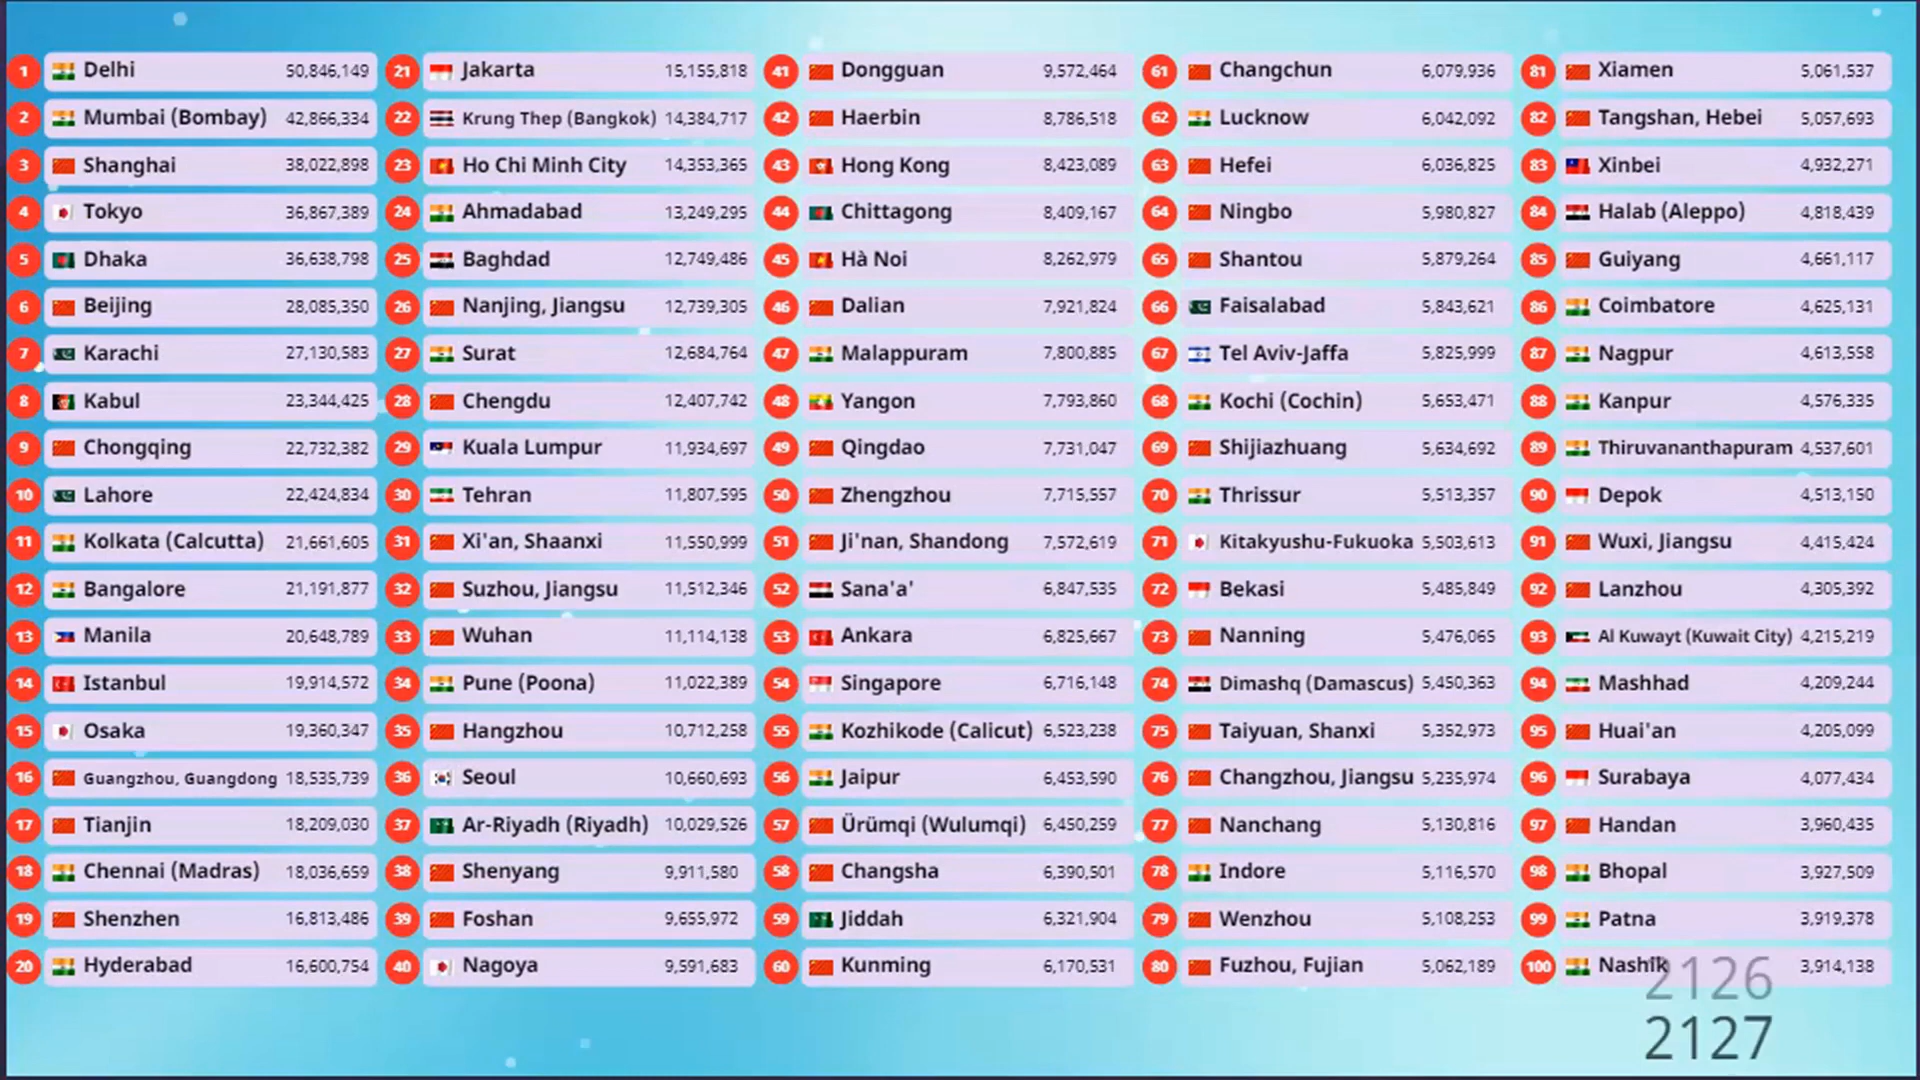 1 Delhi 50,846,149
2 Mumbai (Bombay) 42,866,334
3 Shanghai 38,022,898
4 Tokyo 36,867,389
5 Dhaka 36,638,798
6 Beijing 28,085,350
7 Karachi 27,130,583
8 Kabul 23,344,425
9 Chongqing 22,732,382
10 Lahore 22,424,834
11 Kolkata (Calcutta) 21,661,605
12 Bangalore 21,191,877
13 Manila 20,648,789
14 Istanbul 19,914,572
15 Osaka 19,360,347
16 Guangzhou, Guangdong 18,535,739
17 Tianjin 18,209,030
18 Chennai (Madras) 18,036,659
19 Shenzhen 16,813,486
20 Hyderabad 16,600,754
21 Jakarta 15,155,818
22 Krung Thep (Bangkok) 14,384,717
23 Ho Chi Minh City 14,353,365
24 Ahmadabad 13,249,295
25 Baghdad 12,749,486
26 Nanjing, Jiangsu 12,739,305
27 Surat 12,684,764
28 Chengdu 12,407,742
29 Kuala Lumpur 11,934,697
30 Tehran 11,807,595
31 Xi'an, Shaanxi 11,550,999
32 Suzhou, Jiangsu 11,512,346
33 Wuhan 11,114,138
34 Pune (Poona) 11,022,389
35 Hangzhou 10,712,258
36 Seoul 10,660,693
37 Ar-Riyadh (Riyadh) 10,029,526
38 Shenyang 9,911,580
39 Foshan 9,655,972
40 Nagoya 9,591,683
41 Dongguan 9,572,464
42 Haerbin 8,786,518
43 Hong Kong 8,423,089
44 Chittagong 8,409,167
45 Hà Noi 8,262,979
46 Dalian 7,921,824
47 Malappuram 7,800,885
48 Yangon 7,793,860
49 Qingdao 7,731,047
50 Zhengzhou 7,715,557
51 Ji'nan, Shandong 7,572,619
52 Sana'a' 6,847,535
53 Ankara 6,825,667
54 Singapore 6,716,148
55 Kozhikode (Calicut) 6,523,238
56 Jaipur 6,453,590
57 Ürümqi (Wulumqi) 6,450,259
58 Changsha 6,390,501
59 Jiddah 6,321,904
60 Kunming 6,170,531
61 Changchun 6,079,936
62 Lucknow 6,042,092
63 Hefei 6,036,825
64 Ningbo 5,980,827
65 Shantou 5,879,264
66 Faisalabad 5,843,621
67 Tel Aviv-Jaffa 5,825,999
68 Kochi (Cochin) 5,653,471
69 Shijiazhuang 5,634,692
70 Thrissur 5,513,357
71 Kitakyushu-Fukuoka 5,503,613
72 Bekasi 5,485,849
73 Nanning 5,476,065
74 Dimashq (Damascus) 5,450,363
75 Taiyuan, Shanxi 5,352,973
76 Changzhou, Jiangsu 5,235,974
77 Nanchang 5,130,816
78 Indore 5,116,570
79 Wenzhou 5,108,253
80 Fuzhou, Fujian 5,062,189
81 Xiamen 5,061,537
82 Tangshan, Hebei 5,057,693
83 Xinbei 4,932,271
84 Halab (Aleppo) 4,818,439
85 Guiyang 4,661,117
86 Coimbatore 4,625,131
87 Nagpur 4,613,558
88 Kanpur 4,576,335
89 Thiruvananthapuram 4,537,601
90 Depok 4,513,150
91 Wuxi, Jiangsu 4,415,424
92 Lanzhou 4,305,392
93 Al Kuwayt (Kuwait City) 4,215,219
94 Mashhad 4,209,244
95 Huai'an 4,205,099
96 Surabaya 4,077,434
97 Handan 3,960,435
98 Bhopal 3,927,509
99 Patna 3,919,378
100 Nashik 3,914,138
2126
2127